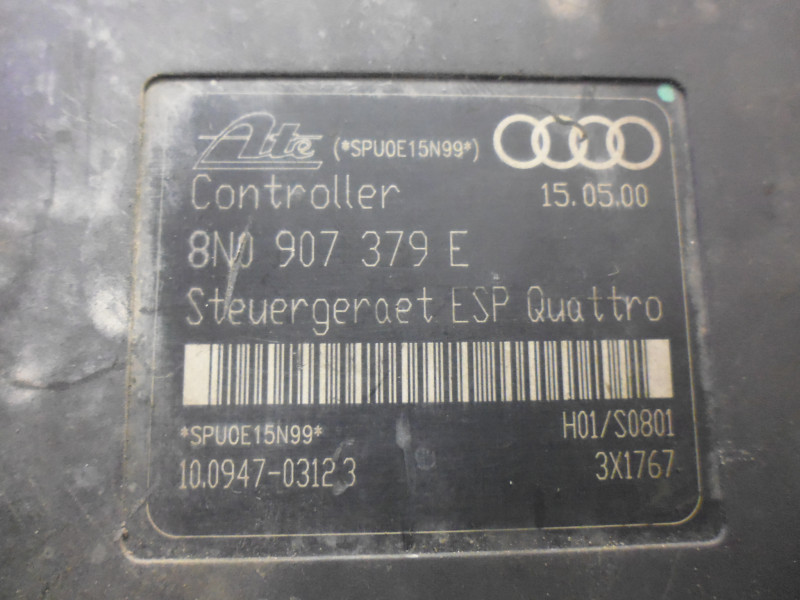 Ate (*SPU0E15N99*)
Controller 15.05.00
8N0 907 379 E
Steuergeraet ESP Quattro
*SPU0E15N99* H01/S0801
10.0947-0312 3 3X1767